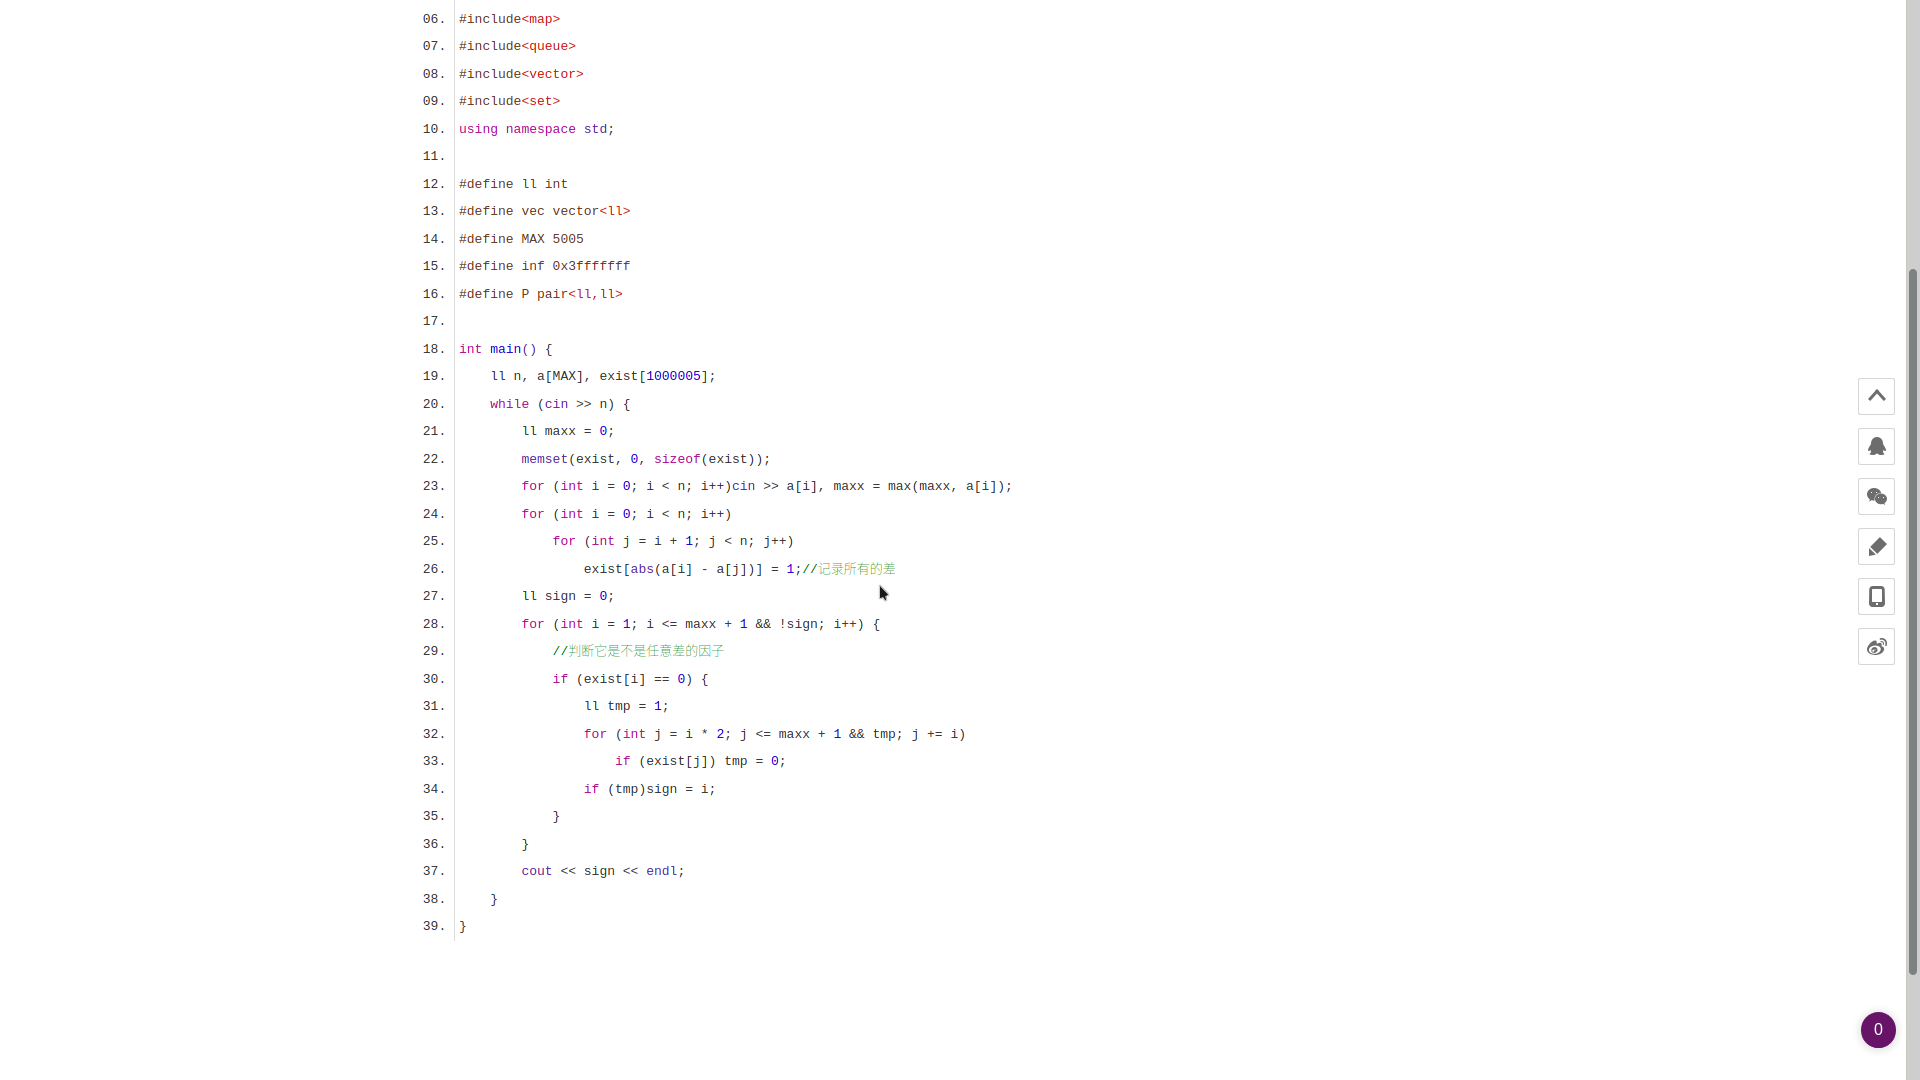 06. #include<map>
07. #include<queue>
08. #include<vector>
09. #include<set>
10. using namespace std;
11.
12. #define ll int
13. #define vec vector<ll>
14. #define MAX 5005
15. #define inf 0x3fffffff
16. #define P pair<ll,ll>
17.
18. int main() {
19.     ll n, a[MAX], exist[1000005];
20.     while (cin >> n) {
21.         ll maxx = 0;
22.         memset(exist, 0, sizeof(exist));
23.         for (int i = 0; i < n; i++)cin >> a[i], maxx = max(maxx, a[i]);
24.         for (int i = 0; i < n; i++)
25.             for (int j = i + 1; j < n; j++)
26.                 exist[abs(a[i] - a[j])] = 1;//记录所有的差
27.         ll sign = 0;
28.         for (int i = 1; i <= maxx + 1 && !sign; i++) {
29.             //判断它是不是任意差的因子
30.             if (exist[i] == 0) {
31.                 ll tmp = 1;
32.                 for (int j = i * 2; j <= maxx + 1 && tmp; j += i)
33.                     if (exist[j]) tmp = 0;
34.                 if (tmp)sign = i;
35.             }
36.         }
37.         cout << sign << endl;
38.     }
39. }
0